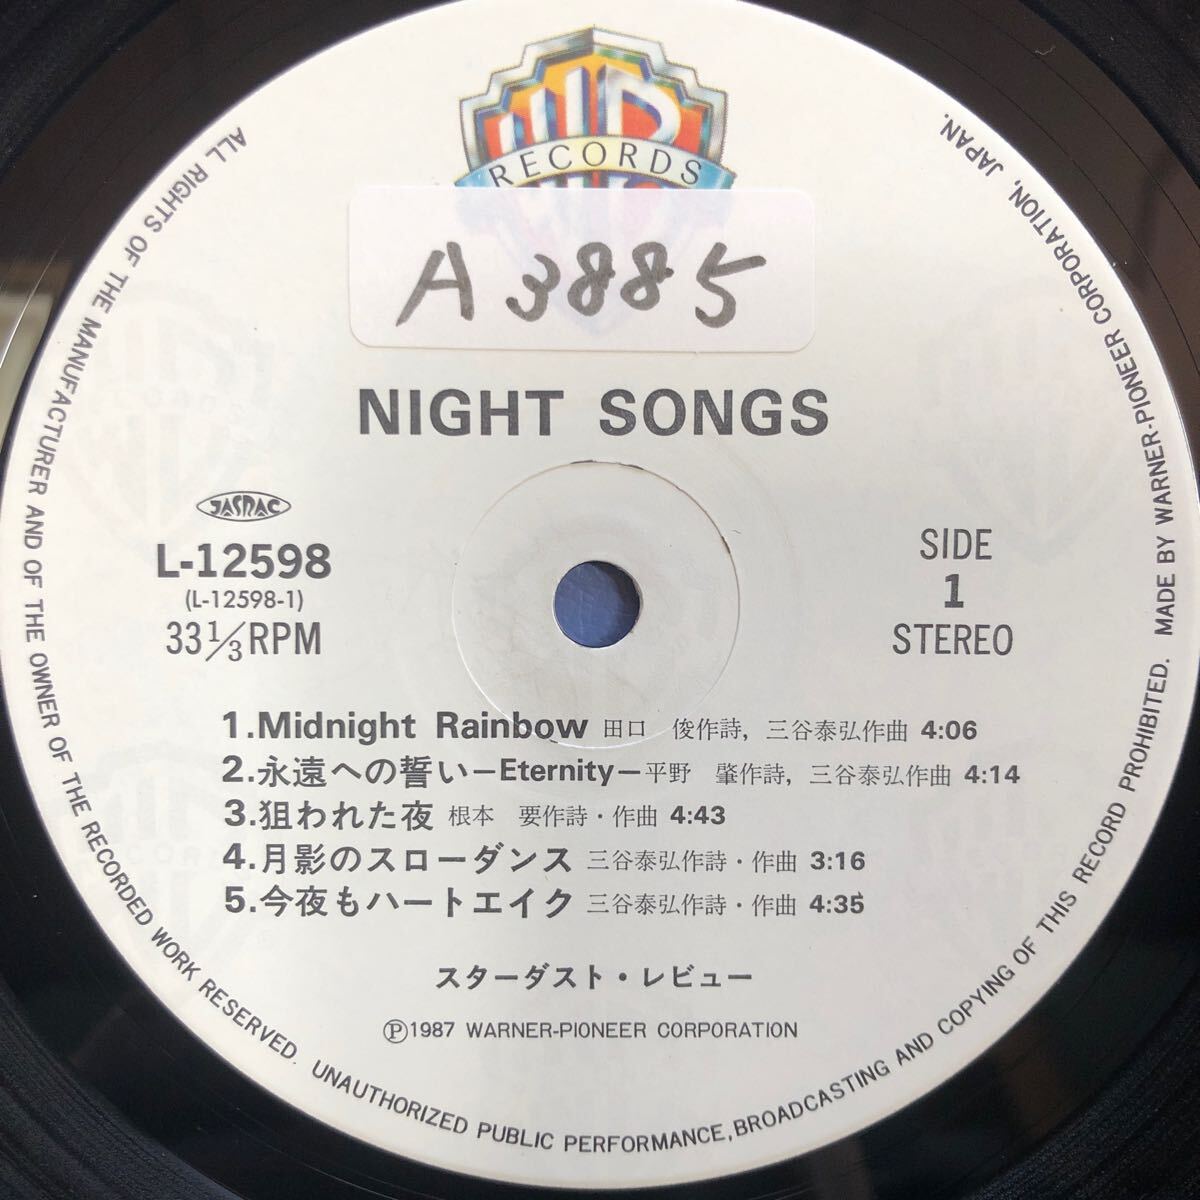 RECORDS
A3885
NIGHT SONGS
JASRAC
L-12598
(L-12598-1)
33 1/3 RPM
SIDE
1
STEREO
1.Midnight Rainbow 田口 俊作詩, 三谷泰弘作曲 4:06
2.永遠への誓い−Eternity−平野 肇作詩, 三谷泰弘作曲 4:14
3.狙われた夜 根本 要作詩・作曲 4:43
4.月影のスローダンス 三谷泰弘作詩・作曲 3:16
5.今夜もハートエイク 三谷泰弘作詩・作曲 4:35
スターダスト・レビュー
Ⓟ1987 WARNER-PIONEER CORPORATION
ALL RIGHTS OF THE MANUFACTURER AND OF THE OWNER OF THE RECORDED WORK RESERVED. UNAUTHORIZED PUBLIC PERFORMANCE, BROADCASTING AND COPYING OF THIS RECORD PROHIBITED. MADE BY WARNER-PIONEER CORPORATION, JAPAN.